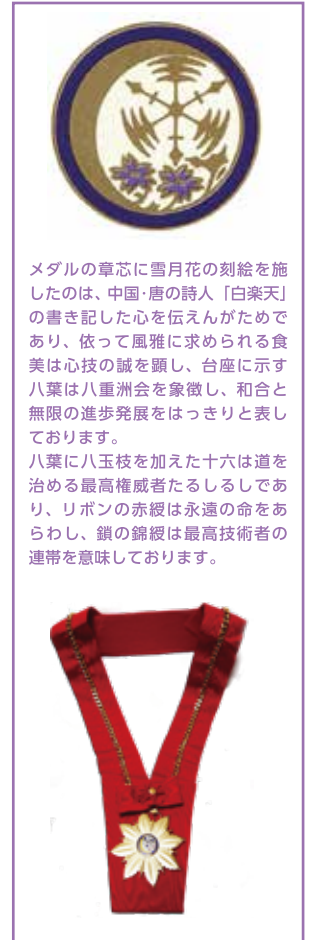 メダルの章芯に雪月花の刻絵を施
したのは、中国・唐の詩人「白楽天」
の書き記した心を伝えんがためで
あり、依って風雅に求められる食
美は心技の誠を顕し、台座に示す
八葉は八重洲会を象徴し、和合と
無限の進歩発展をはっきりと表し
ております。
八葉に八玉枝を加えた十六は道を
治める最高権威者たるしるしであ
り、リボンの赤綬は永遠の命をあ
らわし、鎖の錦綬は最高技術者の
連帯を意味しております。